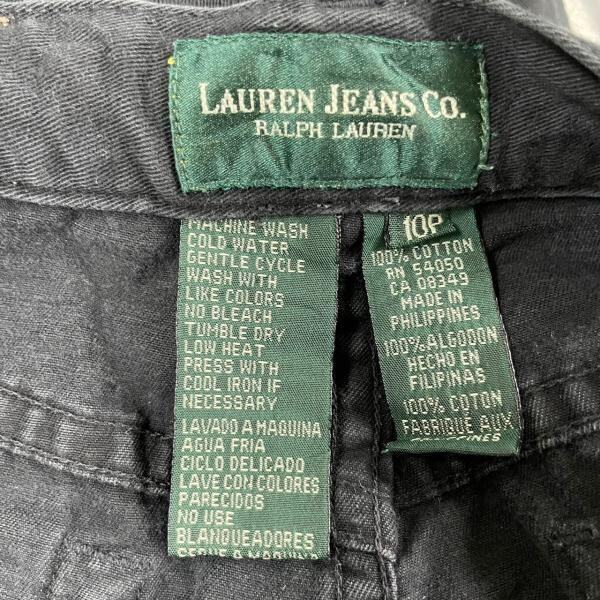 LAUREN JEANS CO.
RALPH LAUREN
MACHINE WASH
COLD WATER
GENTLE CYCLE
WASH WITH
LIKE COLORS
NO BLEACH
TUMBLE DRY
LOW HEAT
PRESS WITH
COOL IRON IF
NECESSARY
LAVADO A MAQUINA
AGUA FRIA
CICLO DELICADO
LAVE CON COLORES
PARECIDOS
NO USE
BLANQUEADORES
10P
100% COTTON
RN 54050
CA 08349
MADE IN
PHILIPPINES
100% ALGODON
HECHO EN
FILIPINAS
100% COTON
FABRIQUE AUX
PHILIPPINES